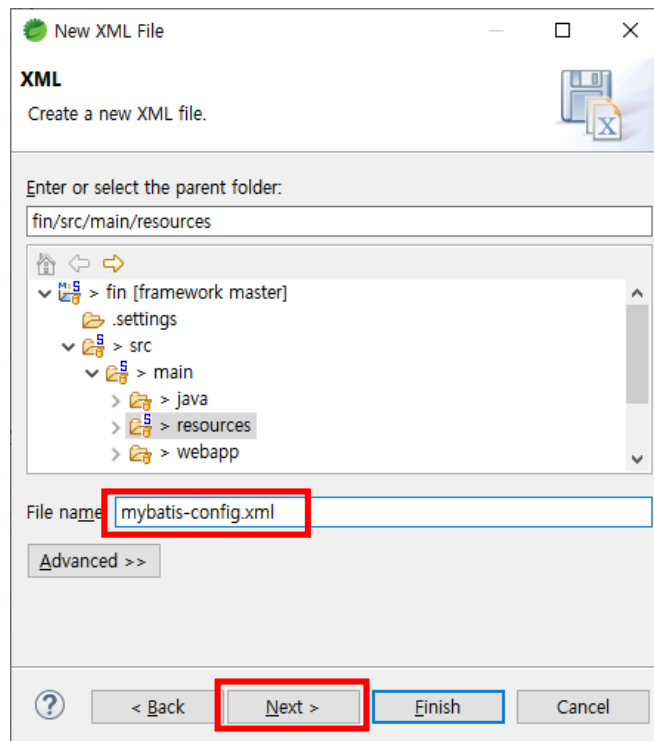 New XML File
XML
Create a new XML file.
Enter or select the parent folder:
fin/src/main/resources
> fin [framework master]
.settings
> src
> main
> java
> resources
> webapp
File name mybatis-config.xml
Advanced >>
? < Back Next > Finish Cancel